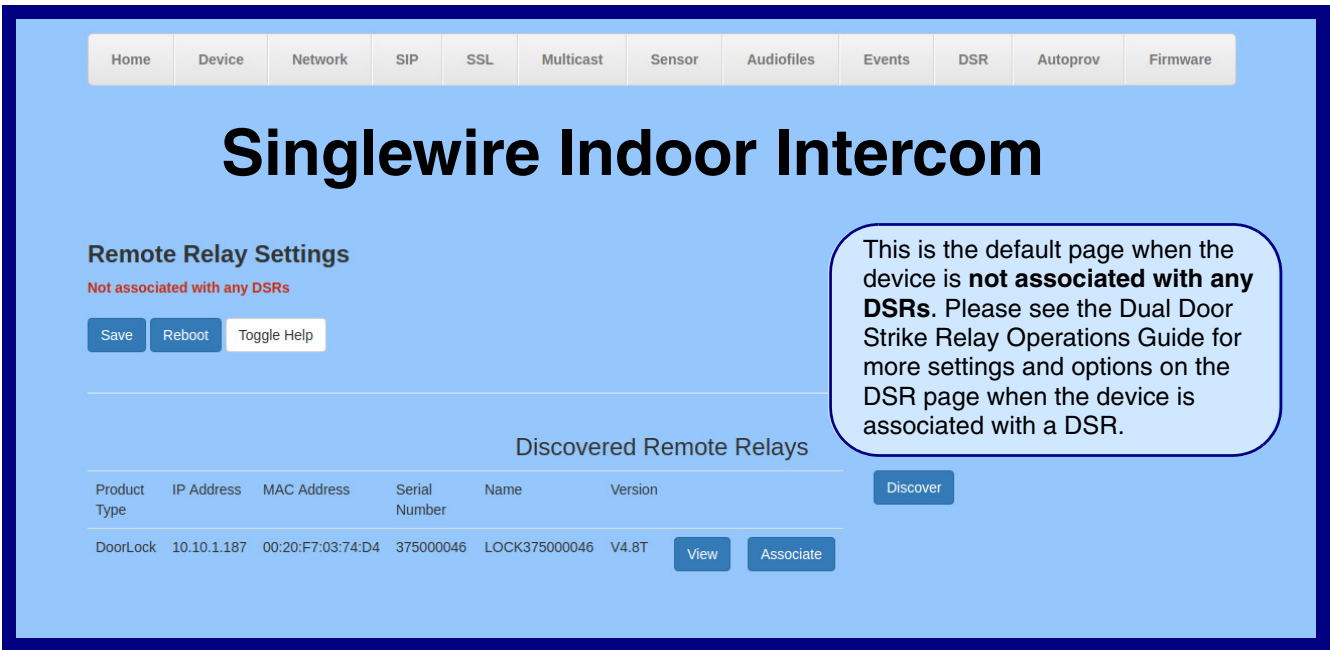 Home Device Network SIP SSL Multicast Sensor Audiofiles Events DSR Autoprov Firmware
Singlewire Indoor Intercom
Remote Relay Settings
Not associated with any DSRs
Save Reboot Toggle Help
This is the default page when the
device is not associated with any
DSRs. Please see the Dual Door
Strike Relay Operations Guide for
more settings and options on the
DSR page when the device is
associated with a DSR.
Discovered Remote Relays
Product Type IP Address MAC Address Serial Number Name Version
Discover
DoorLock 10.10.1.187 00:20:F7:03:74:D4 375000046 LOCK375000046 V4.8T View Associate